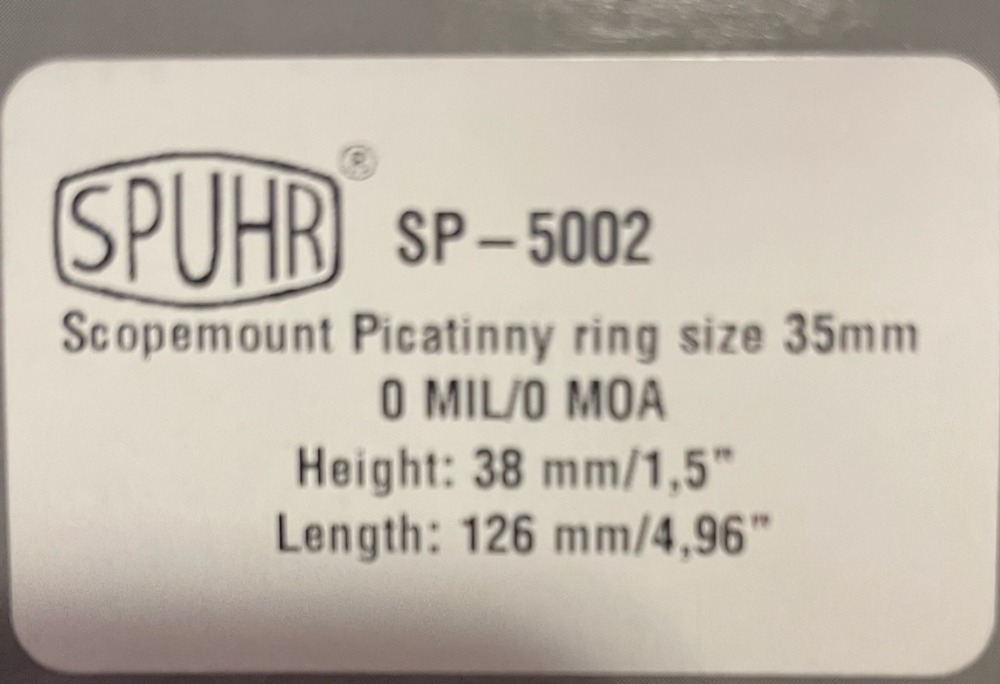 SPUHR® SP-5002
Scopemount Picatinny ring size 35mm
0 MIL/0 MOA
Height: 38 mm/1,5"
Length: 126 mm/4,96"